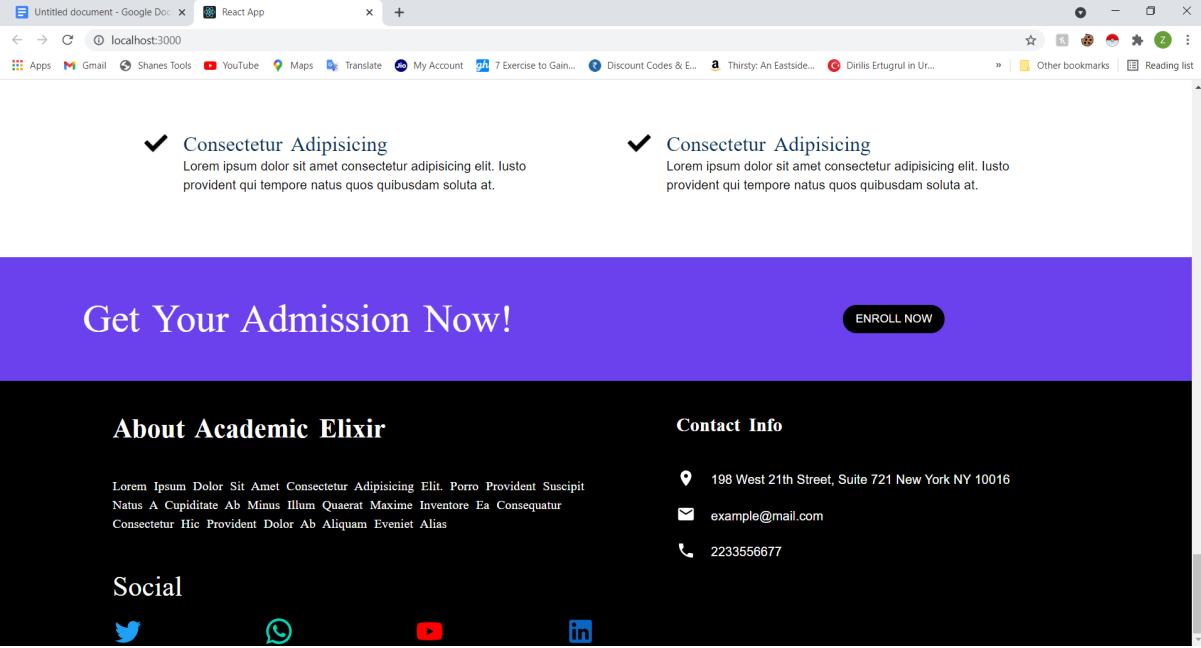 Untitled document - Google Doc
React App
localhost:3000
Z
Apps
Gmail
Shanes Tools
YouTube
Maps
Translate
Jio
My Account
gh
7 Exercise to Gain...
Discount Codes & E...
a
Thirsty: An Eastside...
Dirilis Ertugrul in Ur...
»
Other bookmarks
Reading list
Consectetur Adipisicing
Lorem ipsum dolor sit amet consectetur adipisicing elit. Iusto
provident qui tempore natus quos quibusdam soluta at.
Consectetur Adipisicing
Lorem ipsum dolor sit amet consectetur adipisicing elit. Iusto
provident qui tempore natus quos quibusdam soluta at.
Get Your Admission Now!
ENROLL NOW
About Academic Elixir
Lorem Ipsum Dolor Sit Amet Consectetur Adipisicing Elit. Porro Provident Suscipit
Natus A Cupiditate Ab Minus Illum Quaerat Maxime Inventore Ea Consequatur
Consectetur Hic Provident Dolor Ab Aliquam Eveniet Alias
Social
in
Contact Info
198 West 21th Street, Suite 721 New York NY 10016
example@mail.com
2233556677